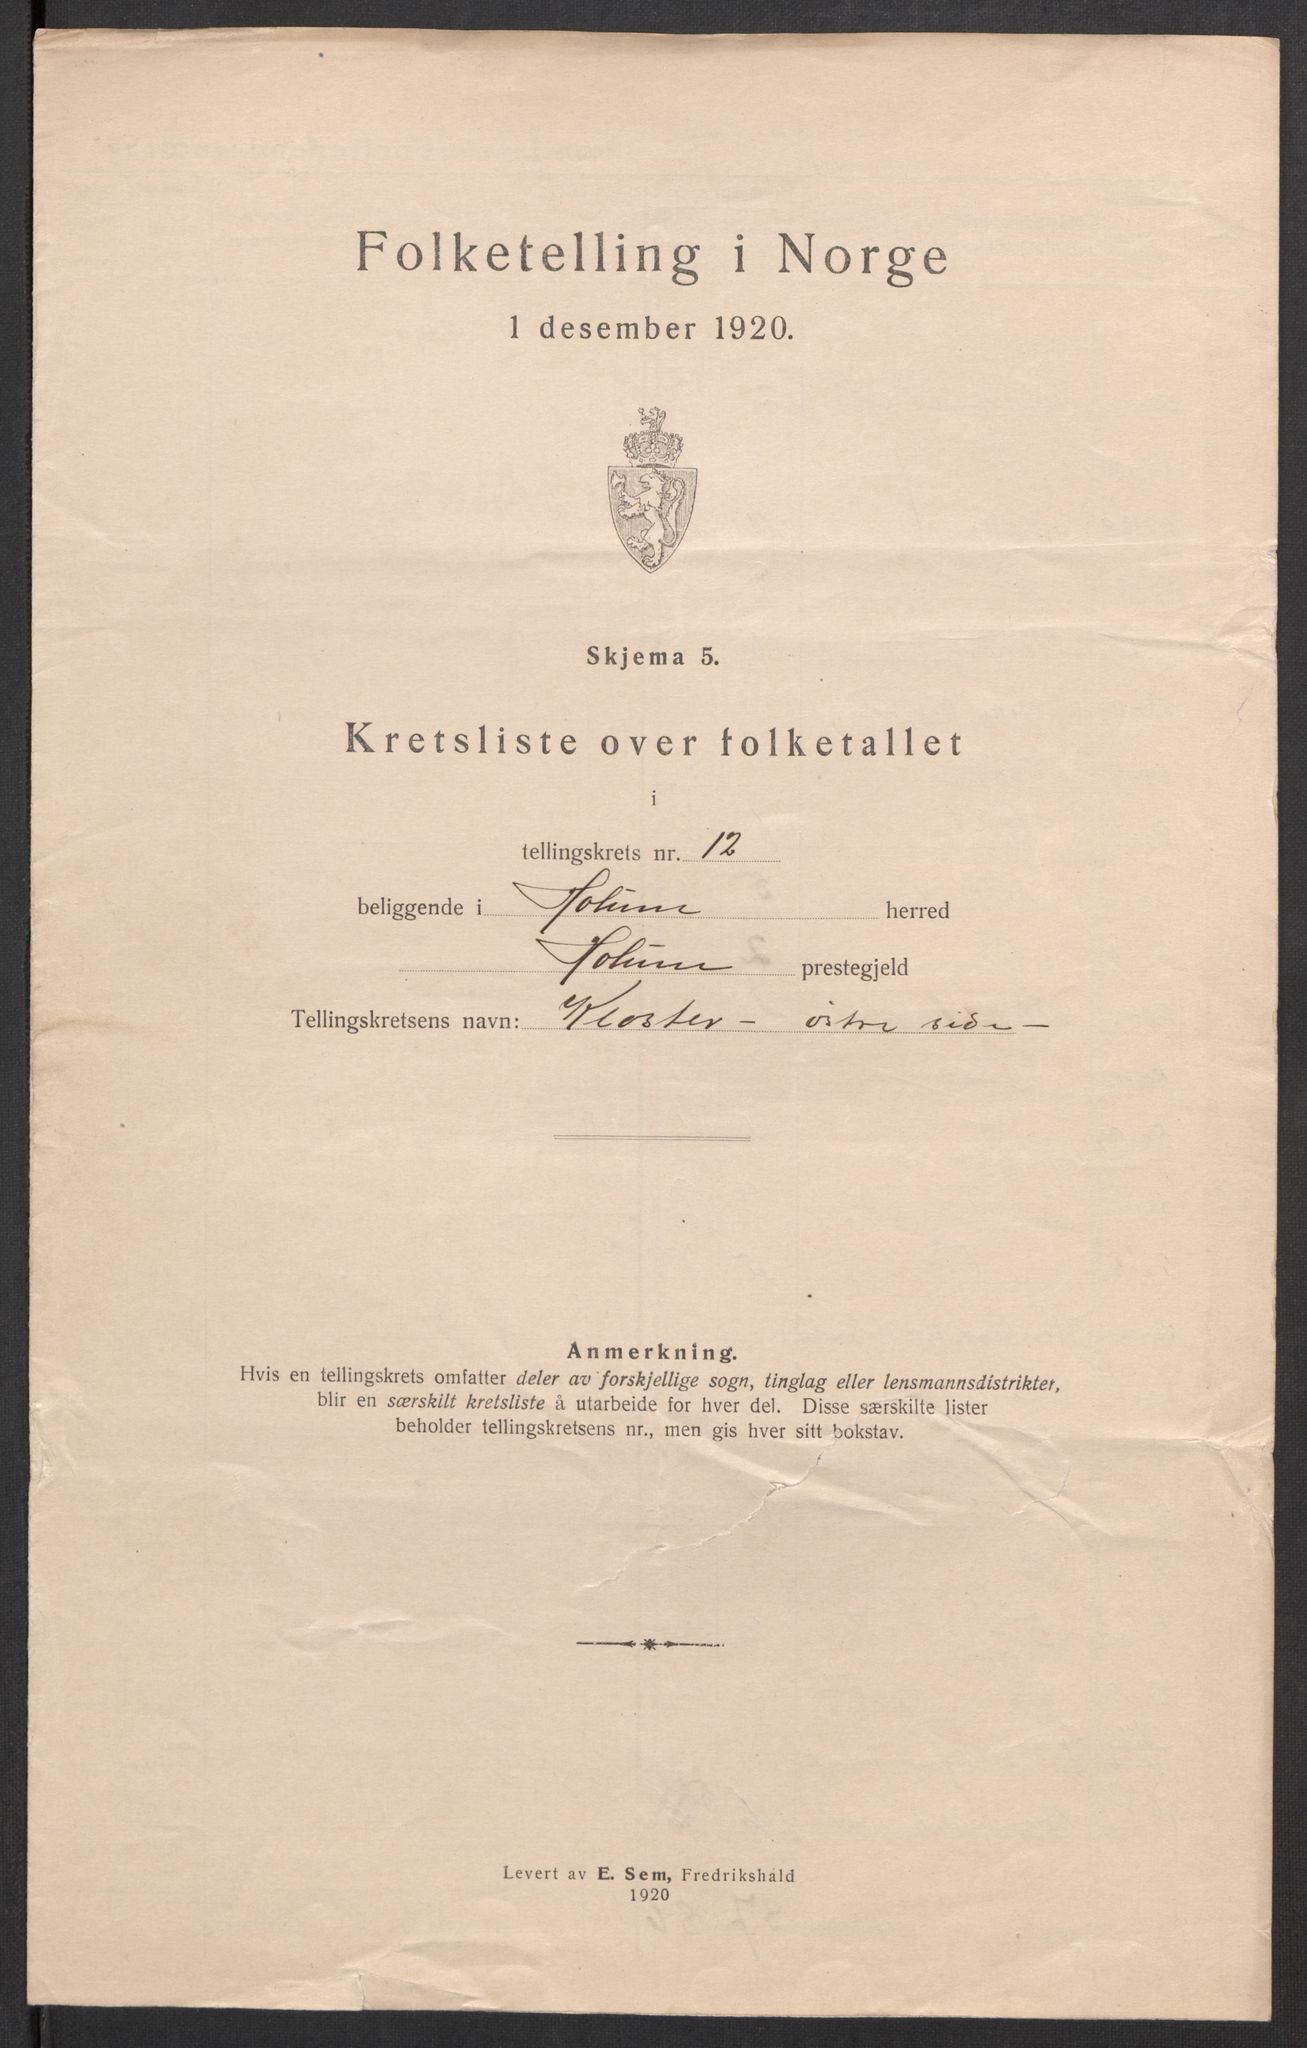 Folketelling i Norge
1 desember 1920.
Skjema 5.
Kretsliste over folketallet
i
tellingskrets nr. 12
beliggende i Holum herred
Holum prestegjeld
Tellingskretsens navn: Kloster - östre side -
Anmerkning.
Hvis en tellingskrets omfatter deler av forskjellige sogn, tinglag eller lensmannsdistrikter,
blir en særskilt kretsliste å utarbeide for hver del. Disse særskilte lister
beholder tellingskretsens nr., men gis hver sitt bokstav.
Levert av E. Sem, Fredrikshald
1920